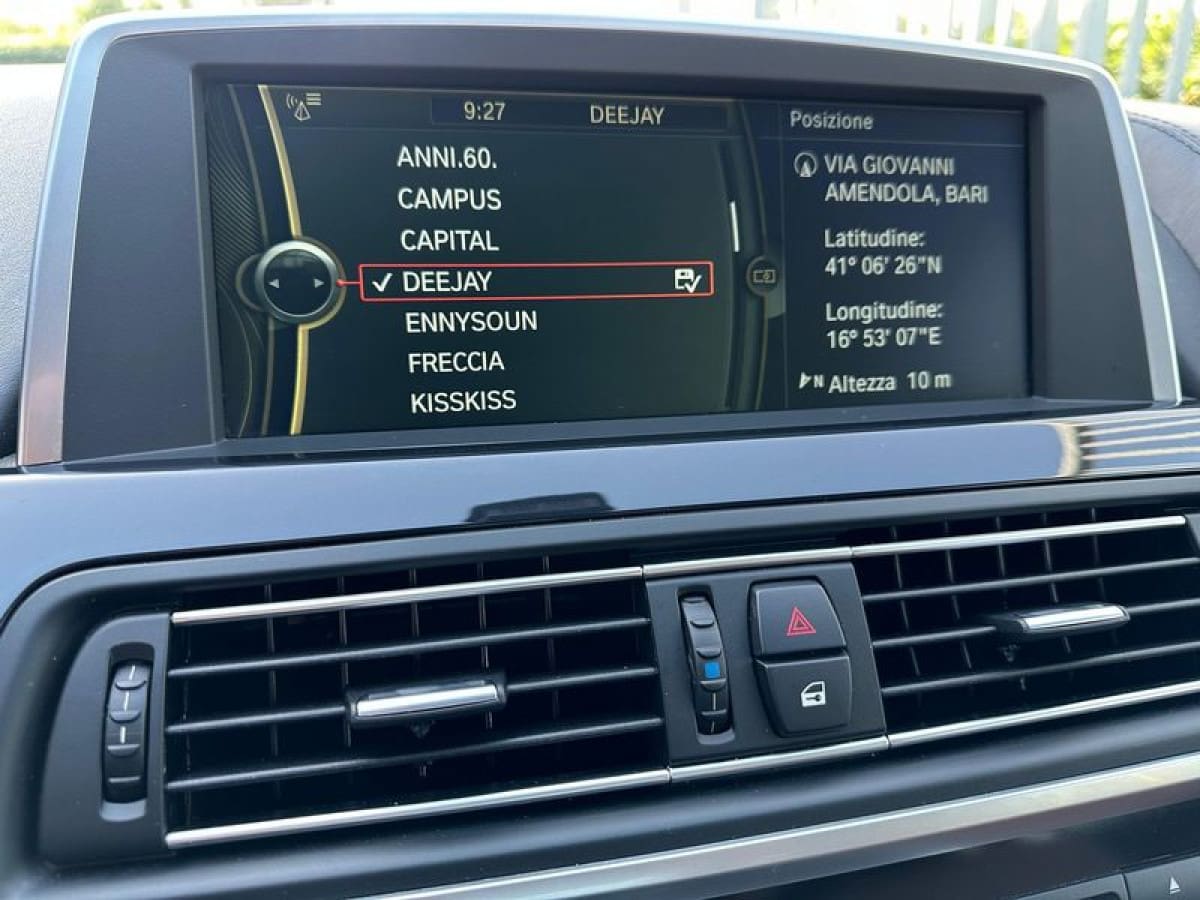 9:27 DEEJAY
ANNI.60.
CAMPUS
CAPITAL
DEEJAY
ENNYSOUN
FRECCIA
KISSKISS
Posizione
VIA GIOVANNI
AMENDOLA, BARI
Latitudine:
41° 06' 26"N
Longitudine:
16° 53' 07"E
N Altezza 10 m